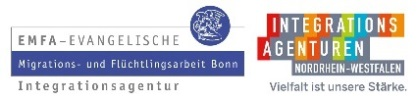 EMFA-EVANGELISCHE
Migrations- und Flüchtlingsarbeit Bonn
Integrationsagentur
INTEGRATIONS
AGENTUREN
NORDRHEIN-WESTFALEN
Vielfalt ist unsere Stärke.